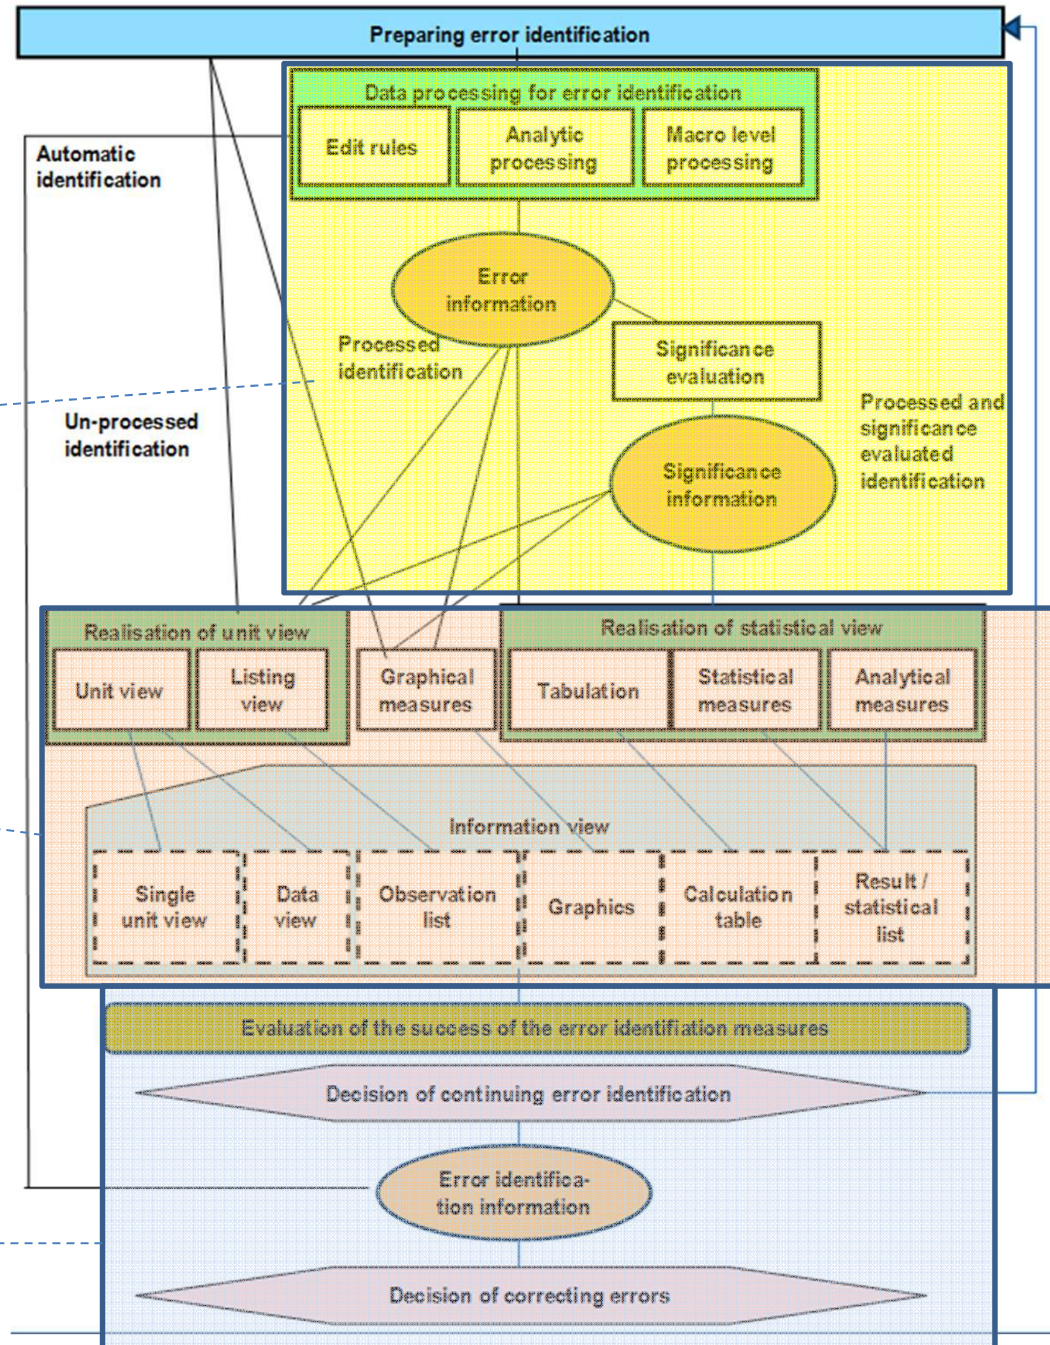 Preparing error identification
Data processing for error identification
Edit rules
Analytic
processing
Macro level
processing
Automatic
identification
Error
information
Processed
identification
Significance
evaluation
Un-processed
identification
Processed and
significance
evaluated
identification
Significance
information
Realisation of unit view
Realisation of statistical view
Unit view
Listing
view
Graphical
measures
Tabulation
Statistical
measures
Analytical
measures
Information view
Single
unit view
Data
view
Observation
list
Graphics
Calculation
table
Result /
statistical
list
Evaluation of the success of the error identifiation measures
Decision of continuing error identification
Error identifica-
tion information
Decision of correcting errors